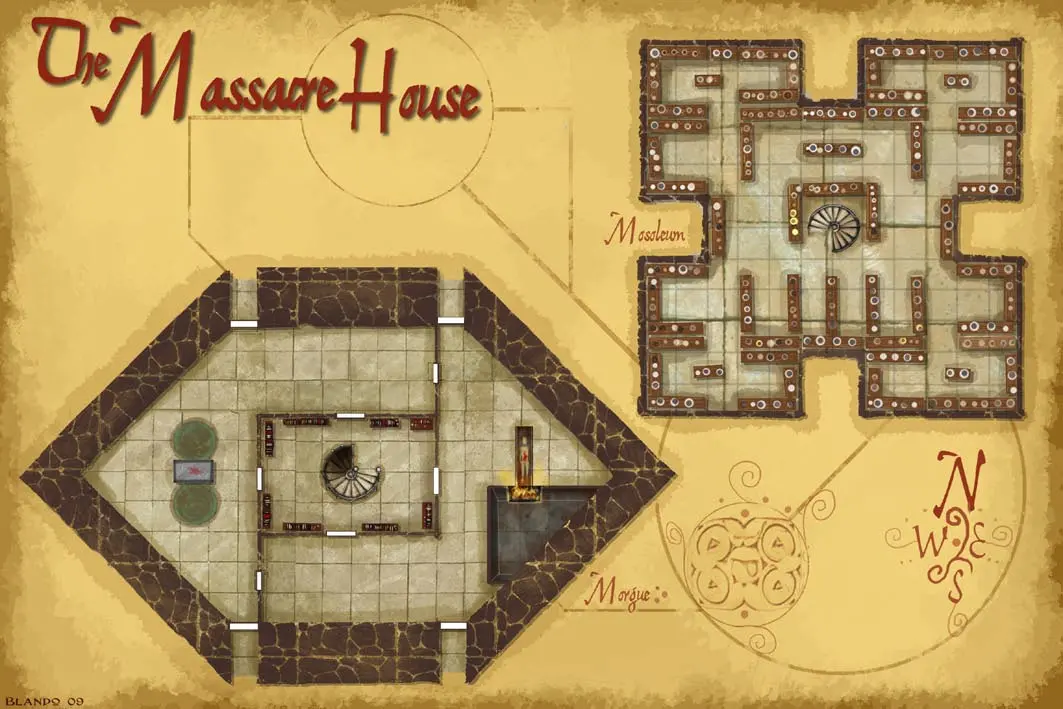 The Massacre House
Mosoleum
N
W E
S
Morgue
BLANDO 09